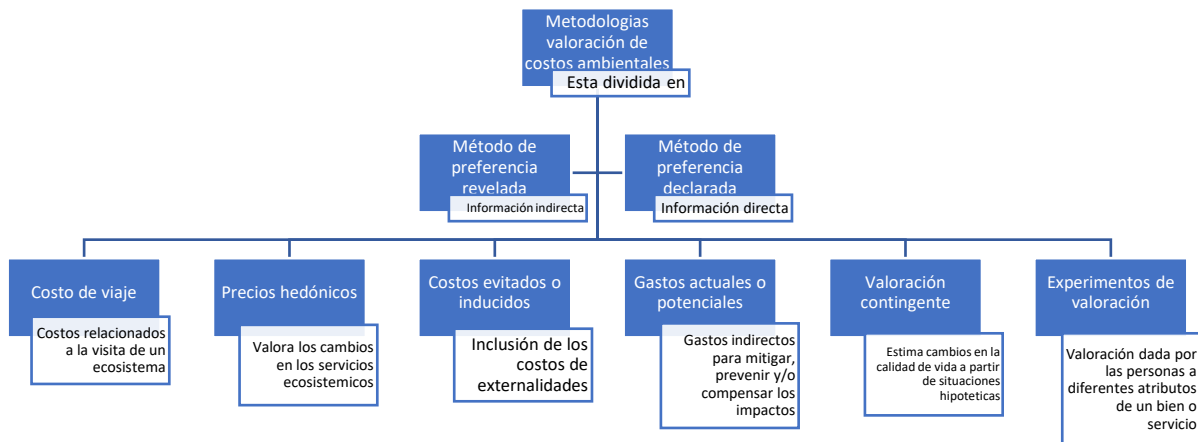 Metodologias
valoración de
costos ambientales
Esta dividida en
Método de
preferencia
revelada
Información indirecta
Método de
preferencia
declarada
Información directa
Costo de viaje
Costos relacionados
a la visita de un
ecosistema
Precios hedónicos
Valora los cambios
en los servicios
ecosistemicos
Costos evitados o
inducidos
Inclusión de los
costos de
externalidades
Gastos actuales o
potenciales
Gastos indirectos
para mitigar,
prevenir y/o
compensar los
impactos
Valoración
contingente
Estima cambios en la
calidad de vida a partir
de situaciones
hipoteticas
Experimentos de
valoración
Valoración dada por
las personas a
diferentes atributos
de un bien o
servicio